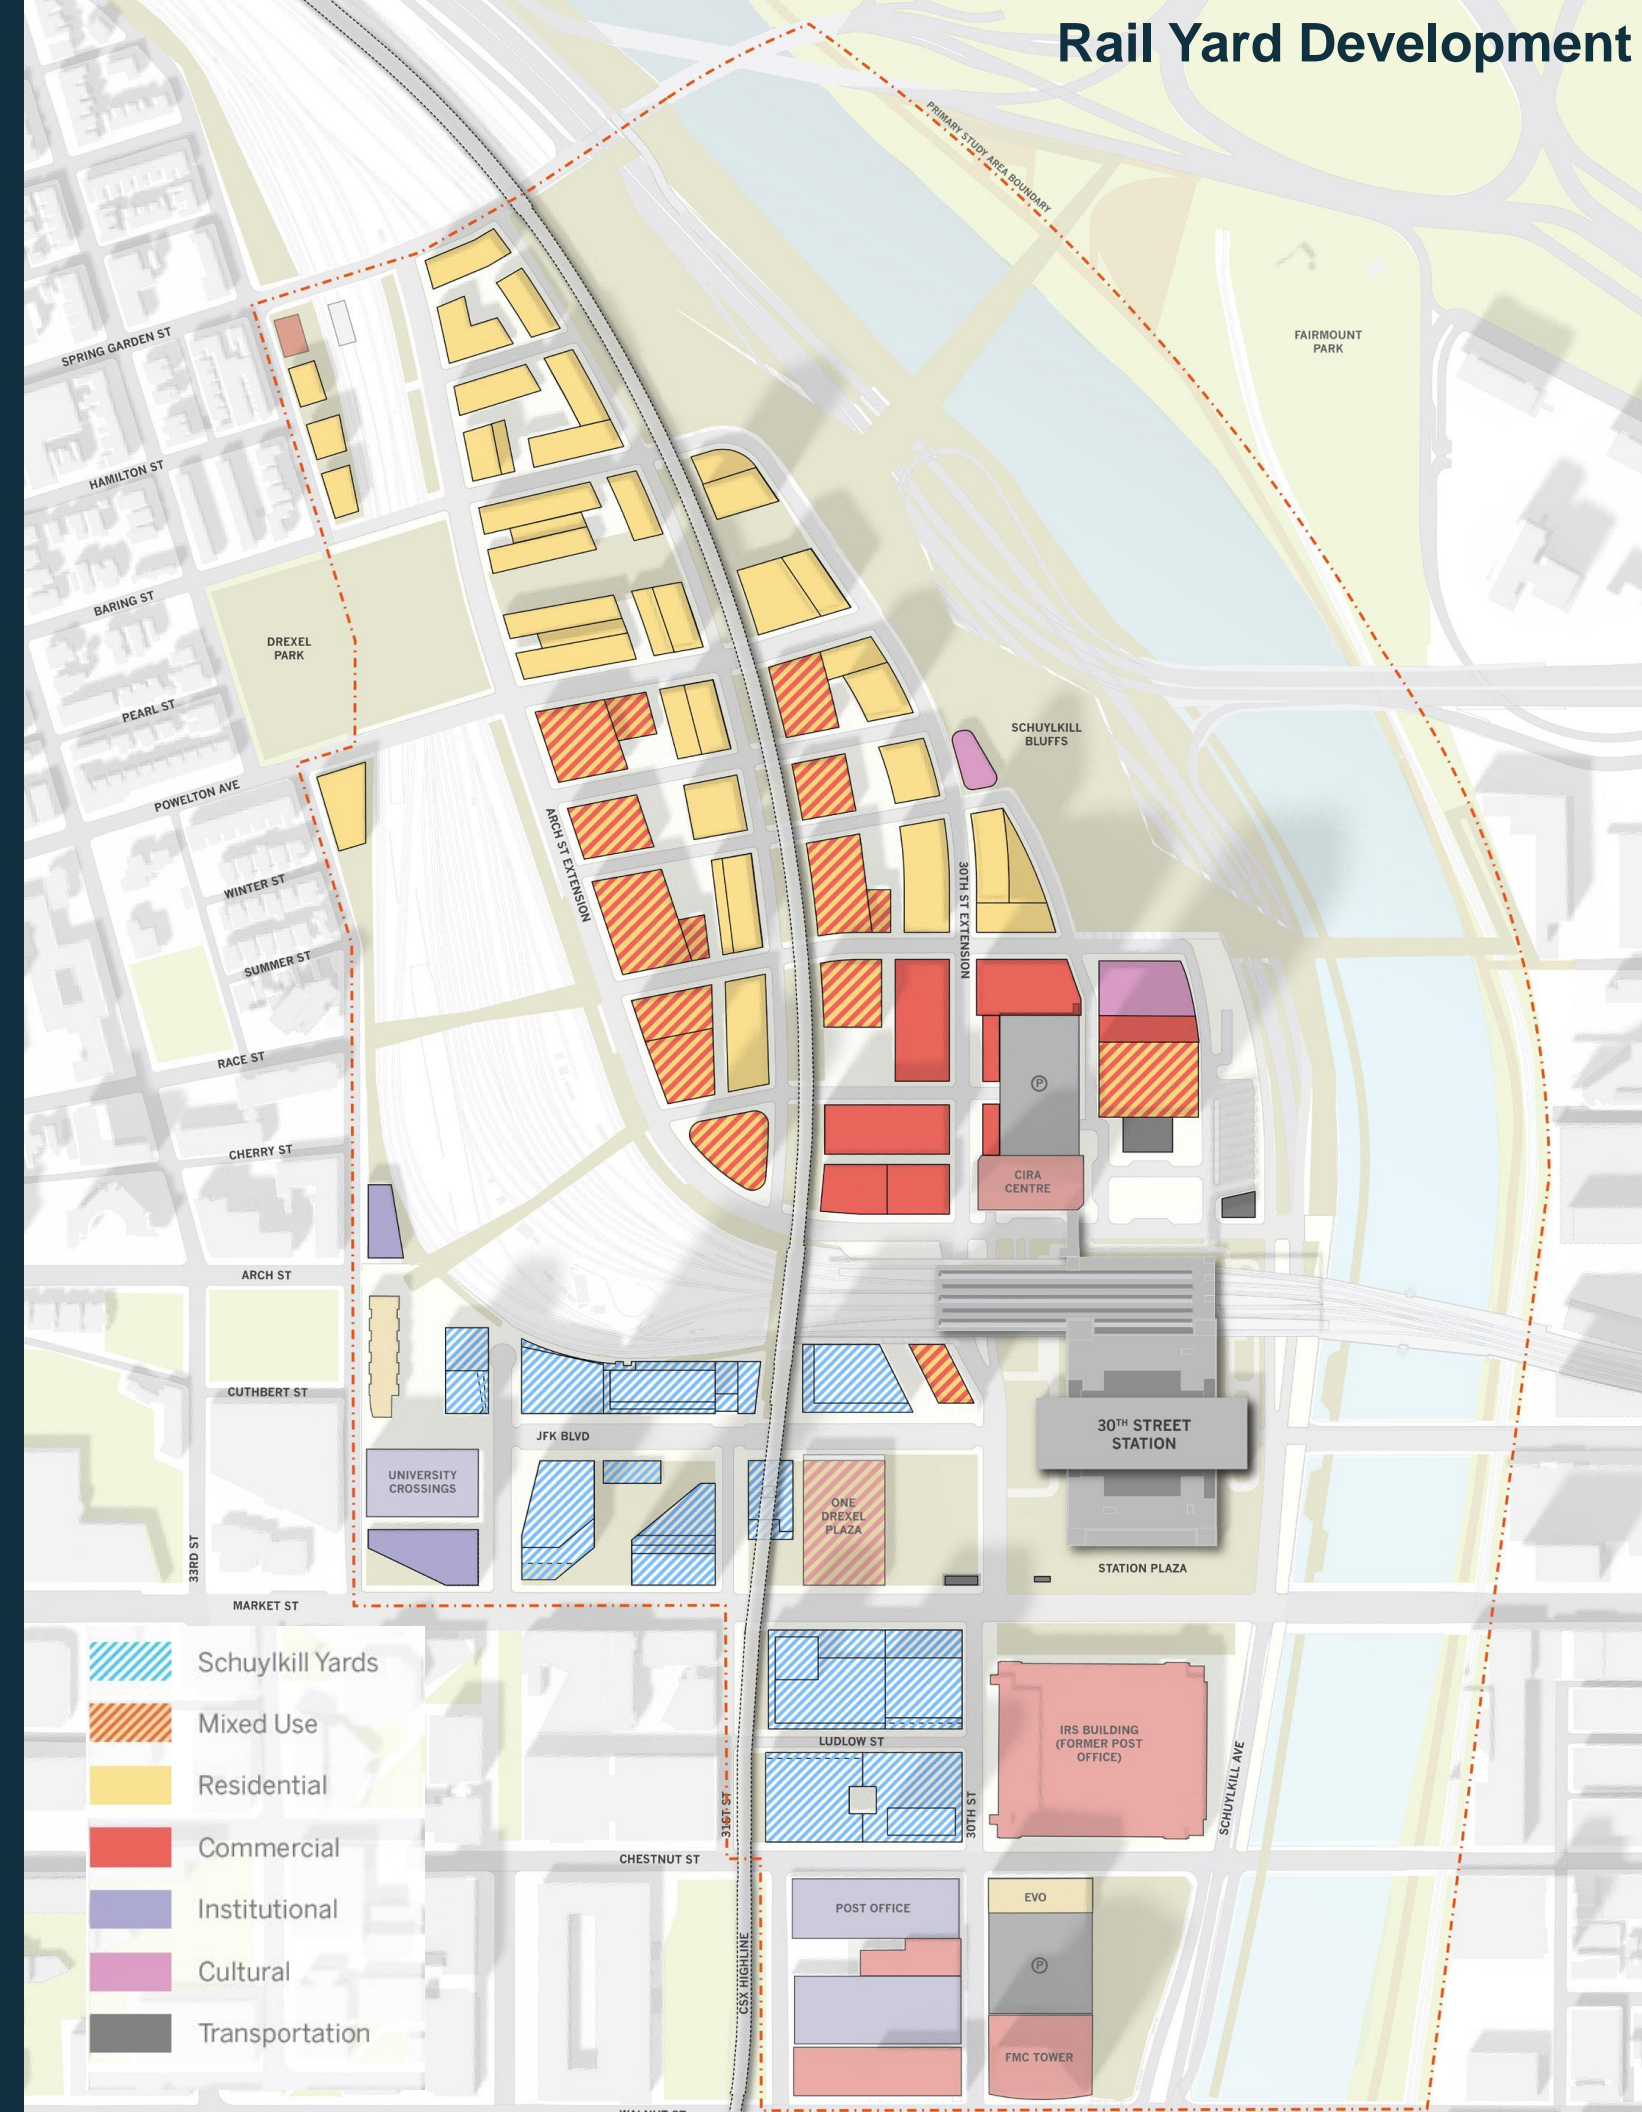 Rail Yard Development
PRIMARY STUDY AREA BOUNDARY
FAIRMOUNT
PARK
SPRING GARDEN ST
HAMILTON ST
BARING ST
DREXEL
PARK
PEARL ST
SCHUYLKILL
BLUFFS
POWELTON AVE
ARCH ST EXTENSION
30TH ST EXTENSION
WINTER ST
SUMMER ST
RACE ST
P
CHERRY ST
CIRA
CENTRE
ARCH ST
CUTHBERT ST
JFK BLVD
30TH STREET
STATION
UNIVERSITY
CROSSINGS
ONE
DREXEL
PLAZA
33RD ST
STATION PLAZA
MARKET ST
Schuylkill Yards
Mixed Use
Residential
Commercial
Institutional
Cultural
Transportation
LUDLOW ST
IRS BUILDING
(FORMER POST
OFFICE)
31ST ST
30TH ST
SCHUYLKILL AVE
CHESTNUT ST
POST OFFICE
EVO
P
CSX HIGHLINE
FMC TOWER
WALNUT ST